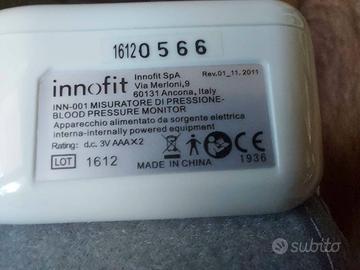 16120566
innofit
Innofit SpA
Via Merloni,9
60131 Ancona, Italy
Rev.01_11.2011
INN-001 MISURATORE DI PRESSIONE-
BLOOD PRESSURE MONITOR
Apparecchio alimentato da sorgente elettrica
interna-internally powered equipment
Rating: d.c. 3V AAA×2
LOT 1612
MADE IN CHINA
CE
1936
subito